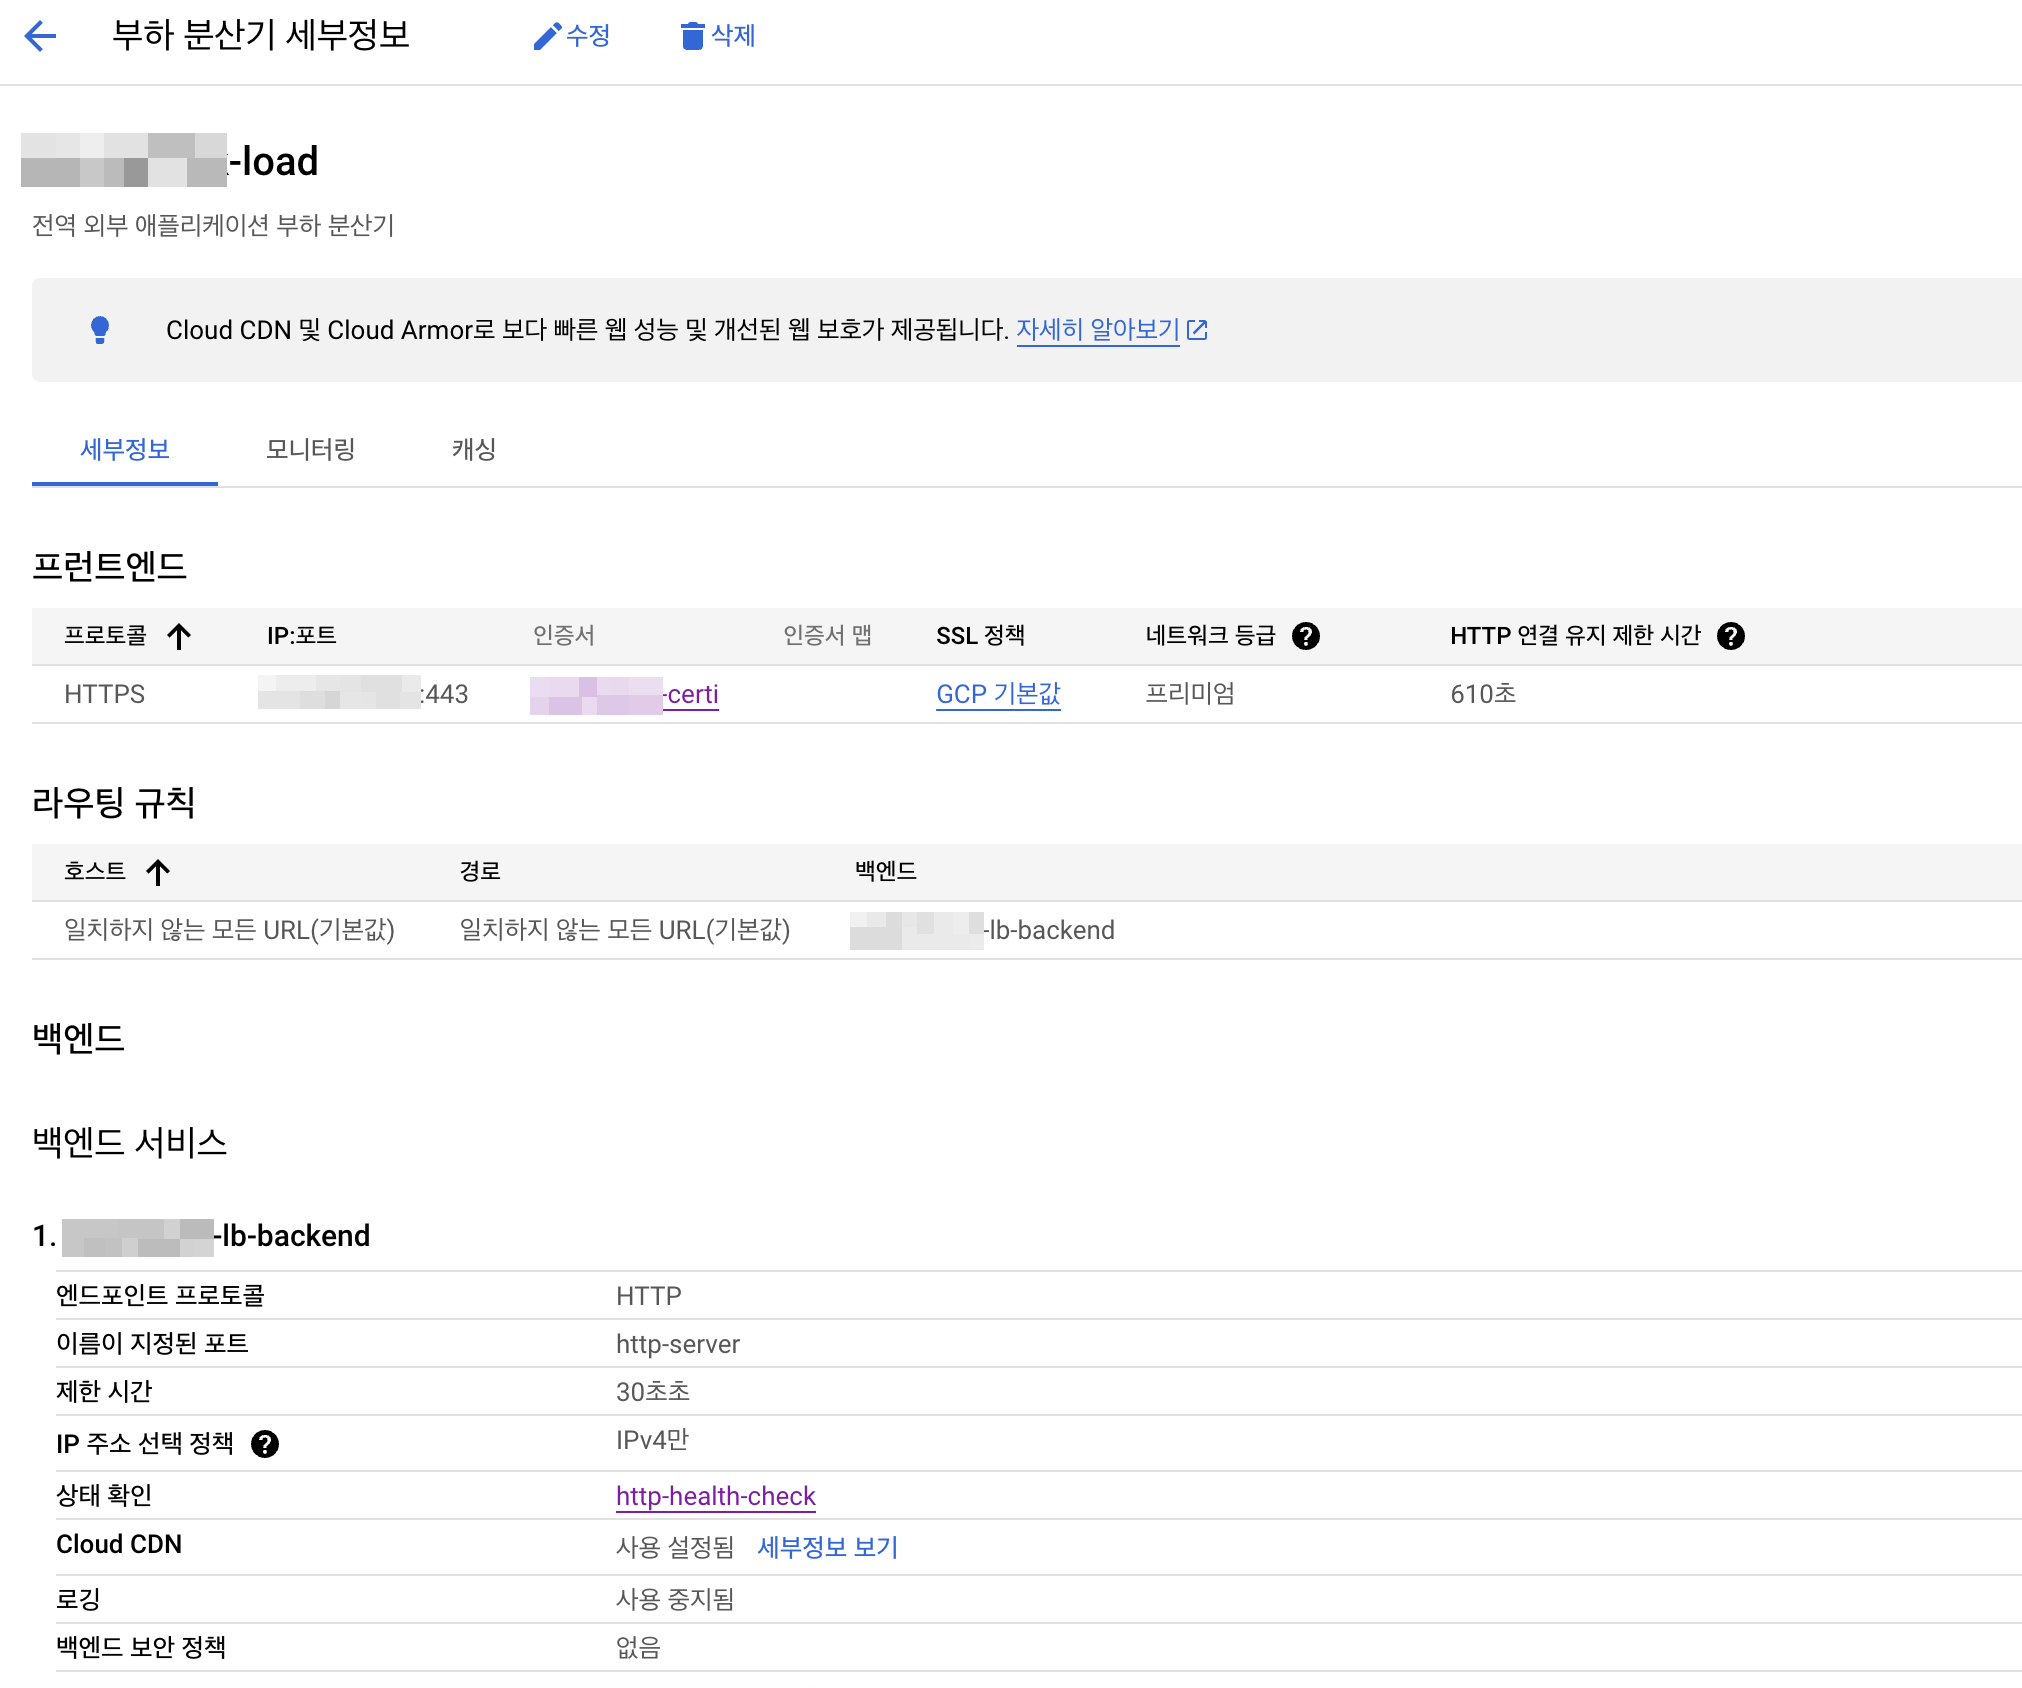 부하 분산기 세부정보 수정 삭제
-load
전역 외부 애플리케이션 부하 분산기
Cloud CDN 및 Cloud Armor로 보다 빠른 웹 성능 및 개선된 웹 보호가 제공됩니다. 자세히 알아보기
세부정보 모니터링 캐싱
프런트엔드
프로토콜 IP:포트 인증서 인증서 맵 SSL 정책 네트워크 등급 HTTP 연결 유지 제한 시간
HTTPS :443 -certi GCP 기본값 프리미엄 610초
라우팅 규칙
호스트 경로 백엔드
일치하지 않는 모든 URL(기본값) 일치하지 않는 모든 URL(기본값) -lb-backend
백엔드
백엔드 서비스
1. -lb-backend
엔드포인트 프로토콜 HTTP
이름이 지정된 포트 http-server
제한 시간 30초초
IP 주소 선택 정책 IPv4만
상태 확인 http-health-check
Cloud CDN 사용 설정됨 세부정보 보기
로깅 사용 중지됨
백엔드 보안 정책 없음